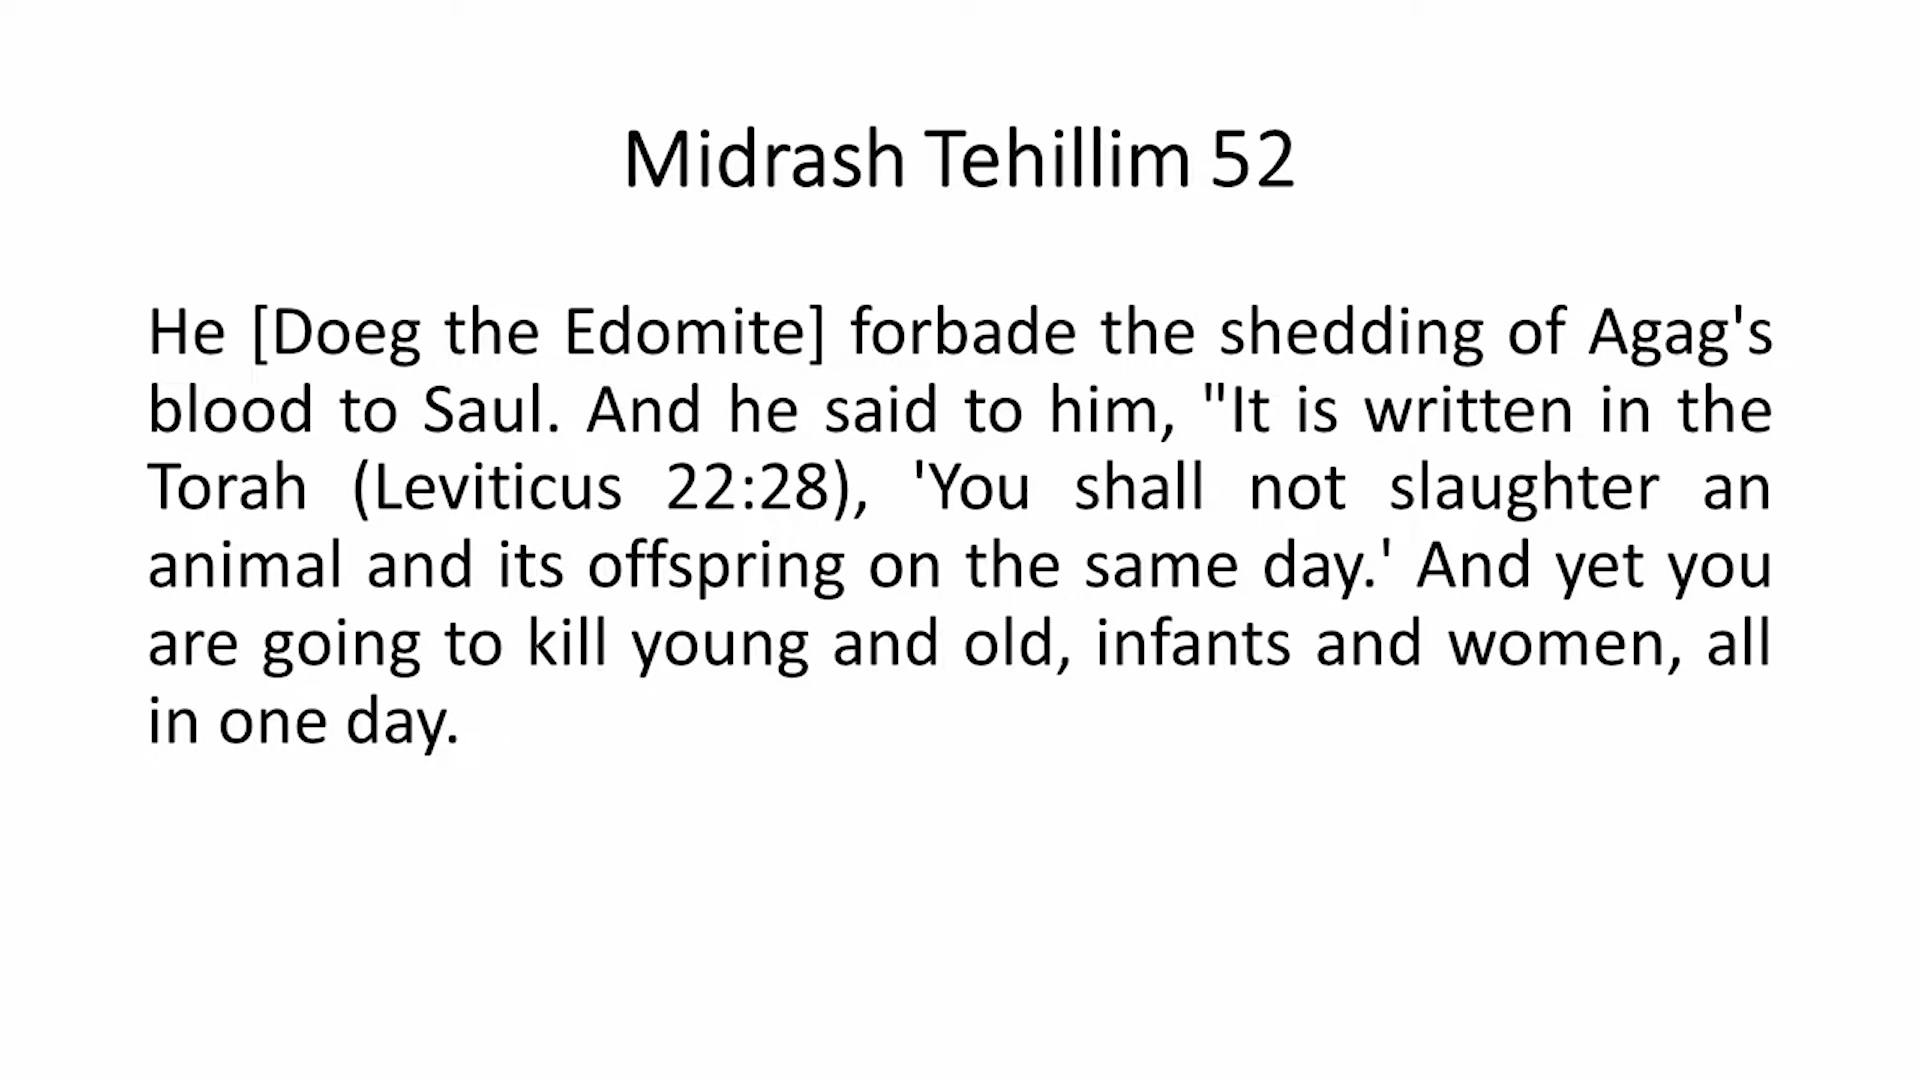 Midrash Tehillim 52
He [Doeg the Edomite] forbade the shedding of Agag's
blood to Saul. And he said to him, "It is written in the
Torah (Leviticus 22:28), 'You shall not slaughter an
animal and its offspring on the same day.' And yet you
are going to kill young and old, infants and women, all
in one day.